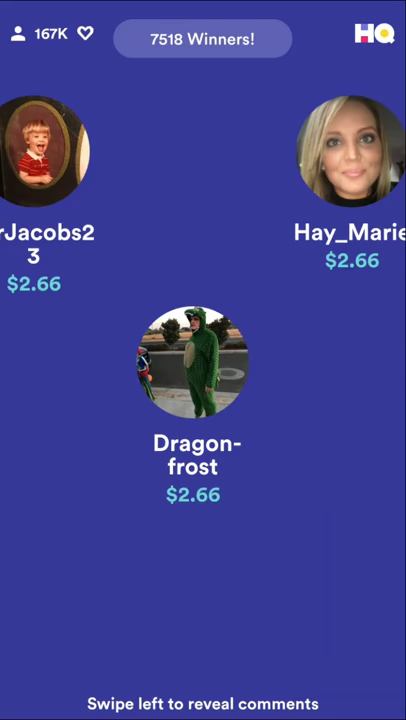 167K
7518 Winners!
HQ
rJacobs2
3
$2.66
Hay_Marie
$2.66
Dragon-
frost
$2.66
Swipe left to reveal comments